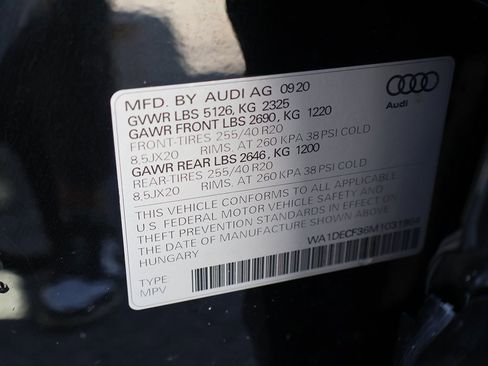 MFD. BY AUDI AG 09 20
GVWR LBS 5126, KG 2325
GAWR FRONT LBS 2690, KG 1220
FRONT-TIRES 255/40 R20
8,5JX20 RIMS, AT 260 KPA 38 PSI COLD
GAWR REAR LBS 2646, KG 1200
REAR-TIRES 255/40 R20
8,5JX20 RIMS, AT 260 KPA 38 PSI COLD
THIS VEHICLE CONFORMS TO ALL APPLICABLE
U.S. FEDERAL MOTOR VEHICLE SAFETY AND
THEFT PREVENTION STANDARDS IN EFFECT ON
THE DATE OF MANUFACTURE SHOWN ABOVE.
HUNGARY
WA1DECF36M1031964
TYPE
MPV
Audi